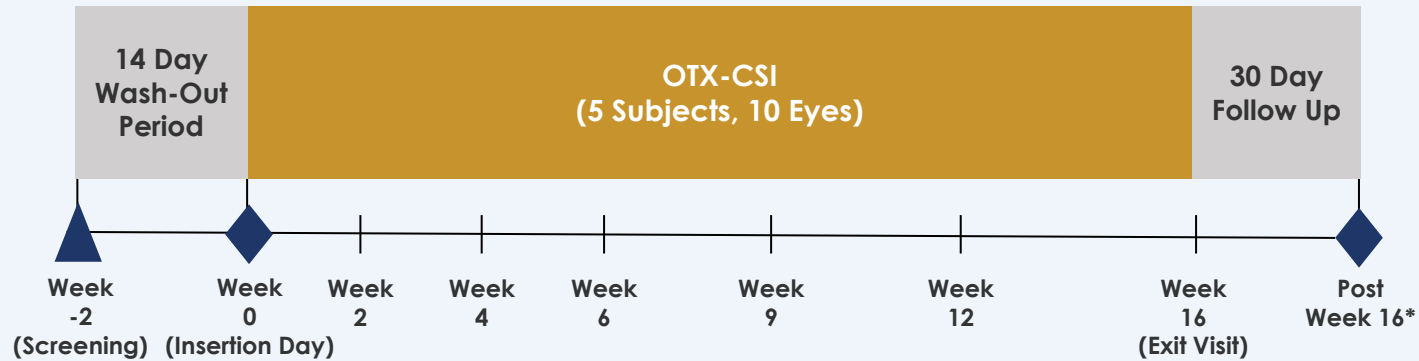 14 Day
Wash-Out
Period
OTX-CSI
(5 Subjects, 10 Eyes)
30 Day
Follow Up
Week
-2
(Screening)
Week
0
(Insertion Day)
Week
2
Week
4
Week
6
Week
9
Week
12
Week
16
(Exit Visit)
Post
Week 16*